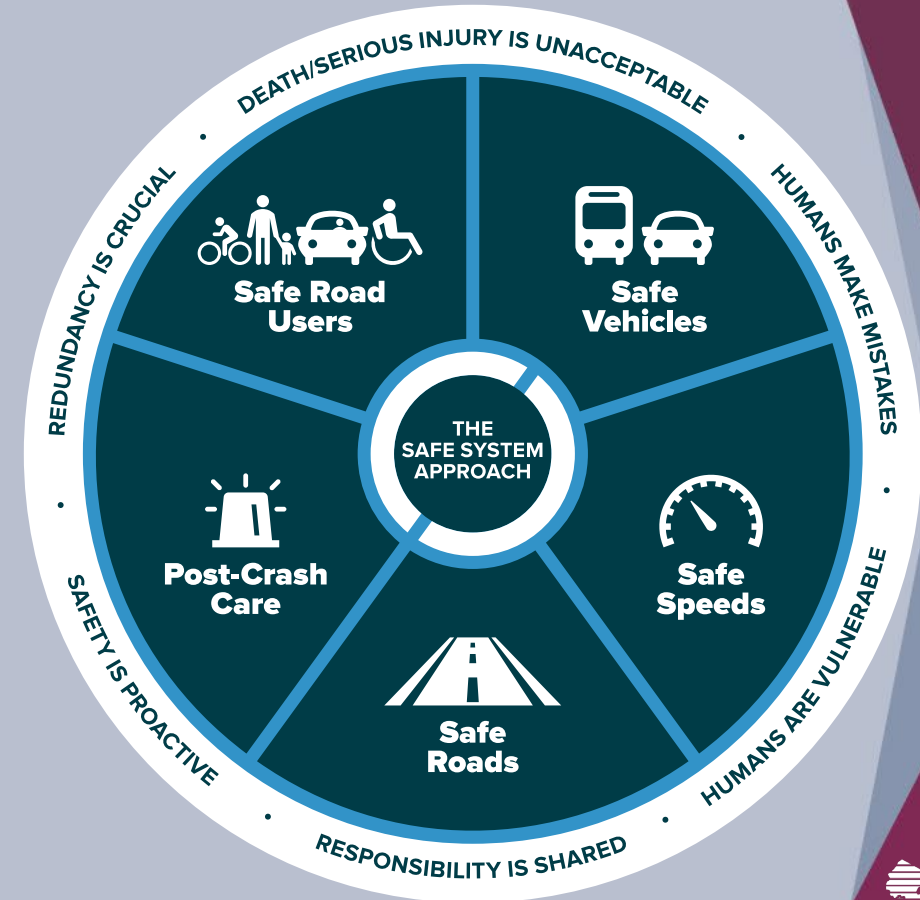 DEATH/SERIOUS INJURY IS UNACCEPTABLE
HUMANS MAKE MISTAKES
HUMANS ARE VULNERABLE
RESPONSIBILITY IS SHARED
SAFETY IS PROACTIVE
REDUNDANCY IS CRUCIAL
Safe Road
Users
Safe
Vehicles
THE
SAFE SYSTEM
APPROACH
Post-Crash
Care
Safe
Speeds
Safe
Roads